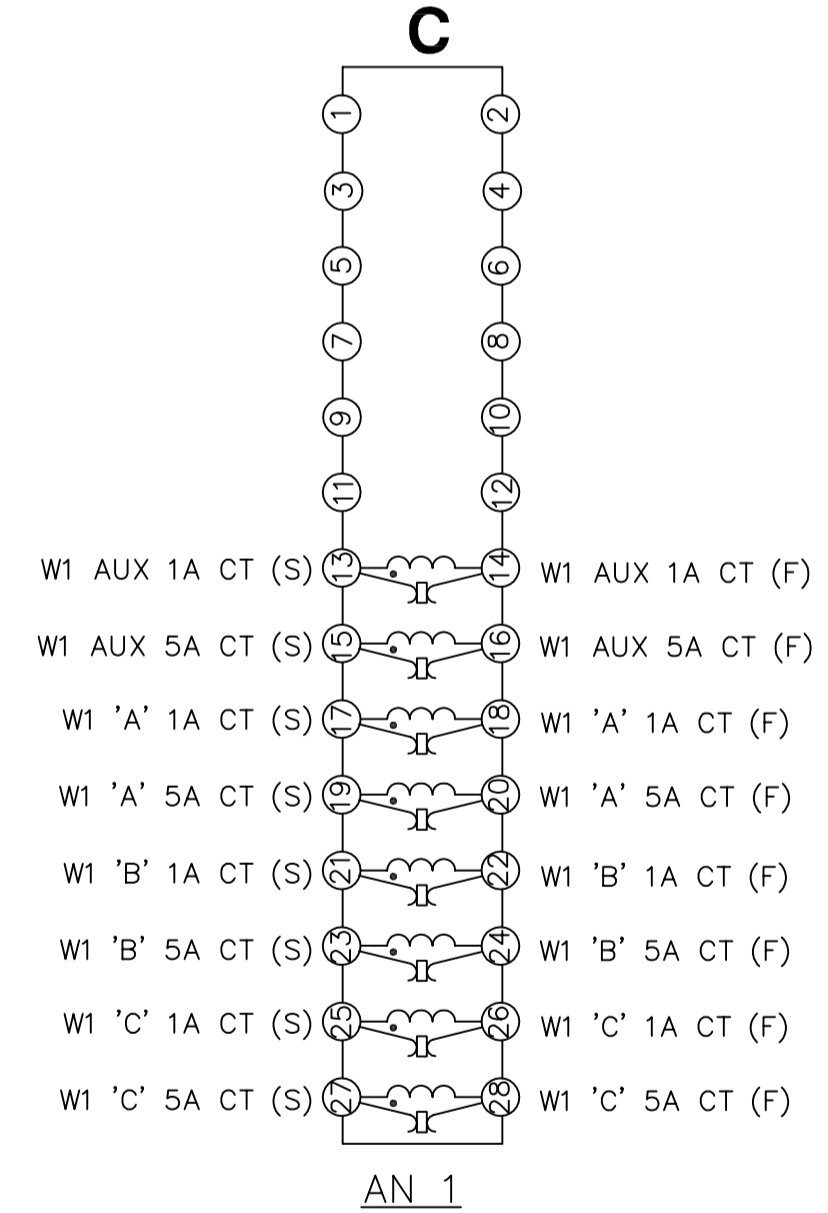 C
1 2
3 4
5 6
7 8
9 10
11 12
W1 AUX 1A CT (S) 13 14 W1 AUX 1A CT (F)
W1 AUX 5A CT (S) 15 16 W1 AUX 5A CT (F)
W1 'A' 1A CT (S) 17 18 W1 'A' 1A CT (F)
W1 'A' 5A CT (S) 19 20 W1 'A' 5A CT (F)
W1 'B' 1A CT (S) 21 22 W1 'B' 1A CT (F)
W1 'B' 5A CT (S) 23 24 W1 'B' 5A CT (F)
W1 'C' 1A CT (S) 25 26 W1 'C' 1A CT (F)
W1 'C' 5A CT (S) 27 28 W1 'C' 5A CT (F)
AN 1